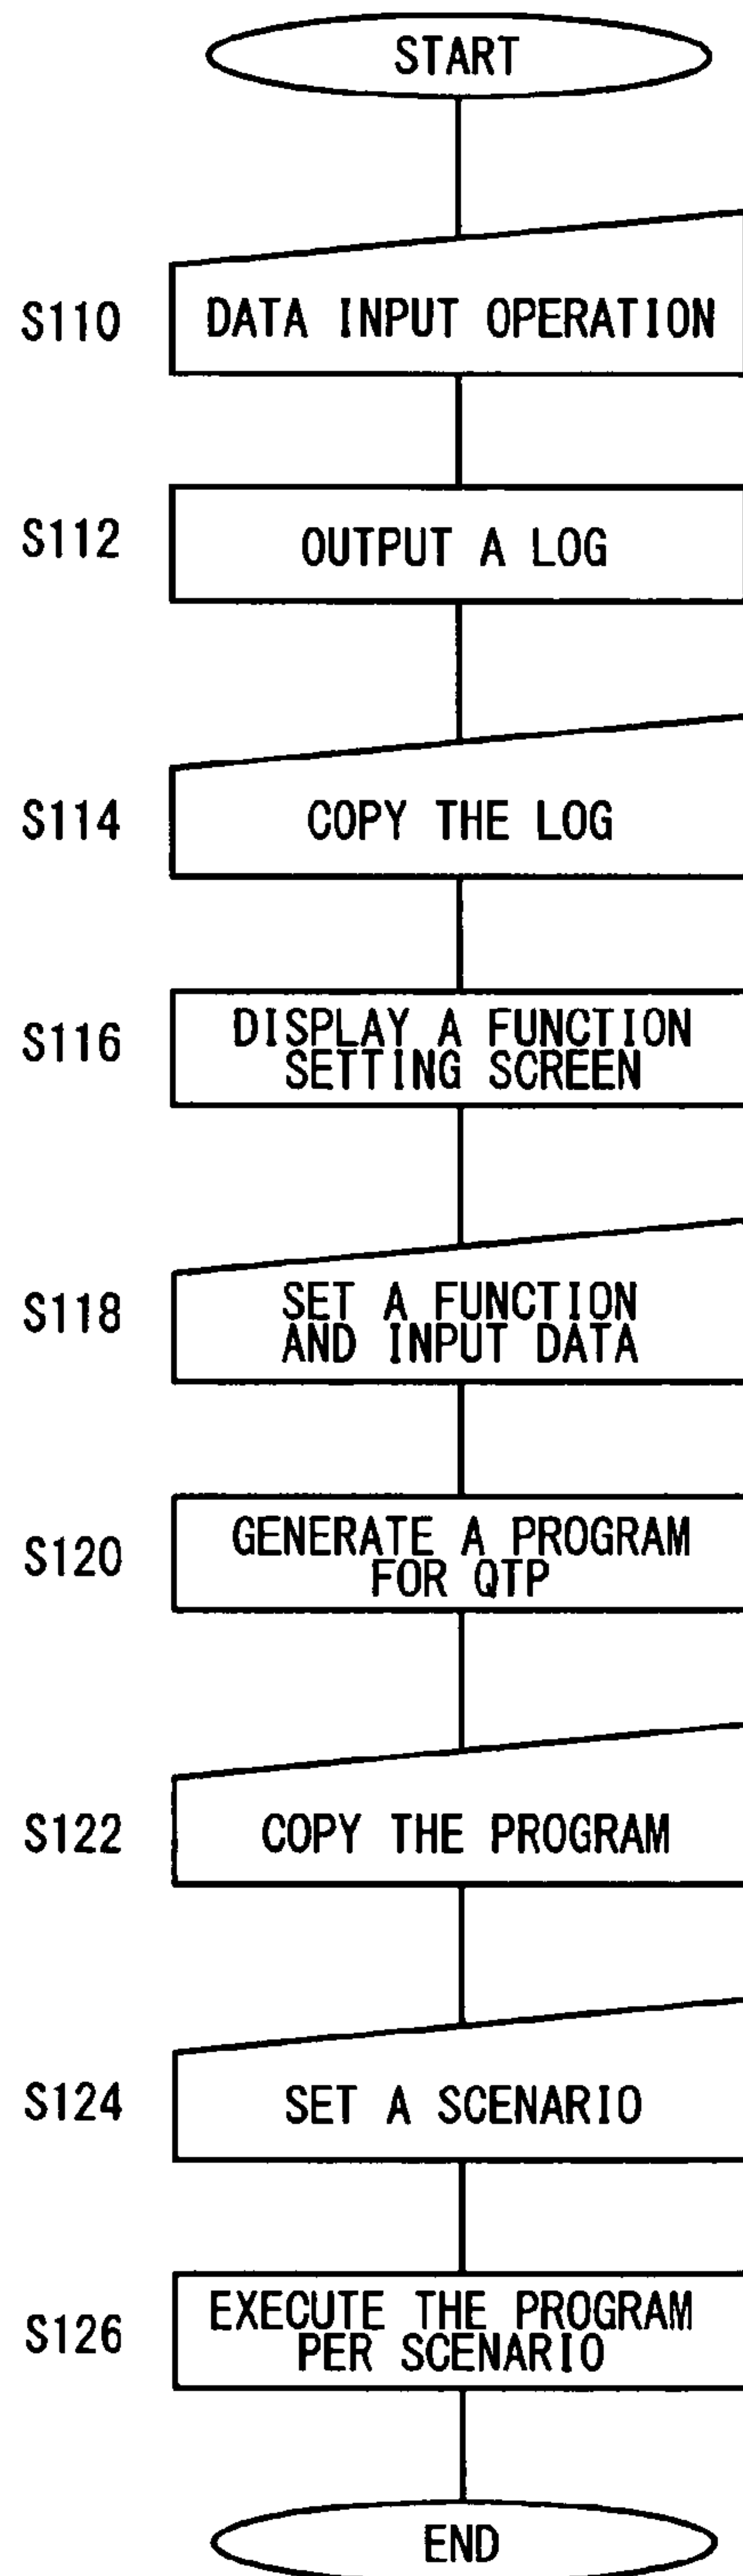 START
S110
DATA INPUT OPERATION
S112
OUTPUT A LOG
S114
COPY THE LOG
S116
DISPLAY A FUNCTION
SETTING SCREEN
S118
SET A FUNCTION
AND INPUT DATA
S120
GENERATE A PROGRAM
FOR QTP
S122
COPY THE PROGRAM
S124
SET A SCENARIO
S126
EXECUTE THE PROGRAM
PER SCENARIO
END